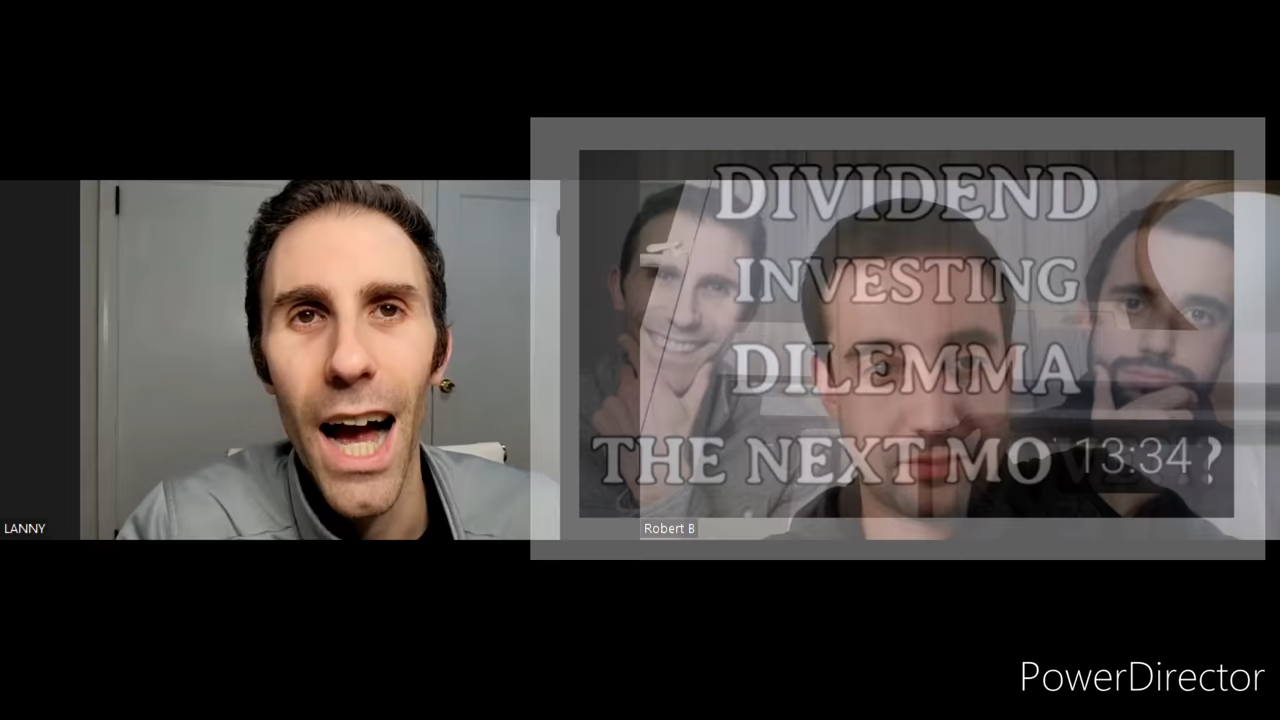 DIVIDEND
INVESTING
DILEMMA
THE NEXT MO 13:34?
LANNY
Robert B
PowerDirector